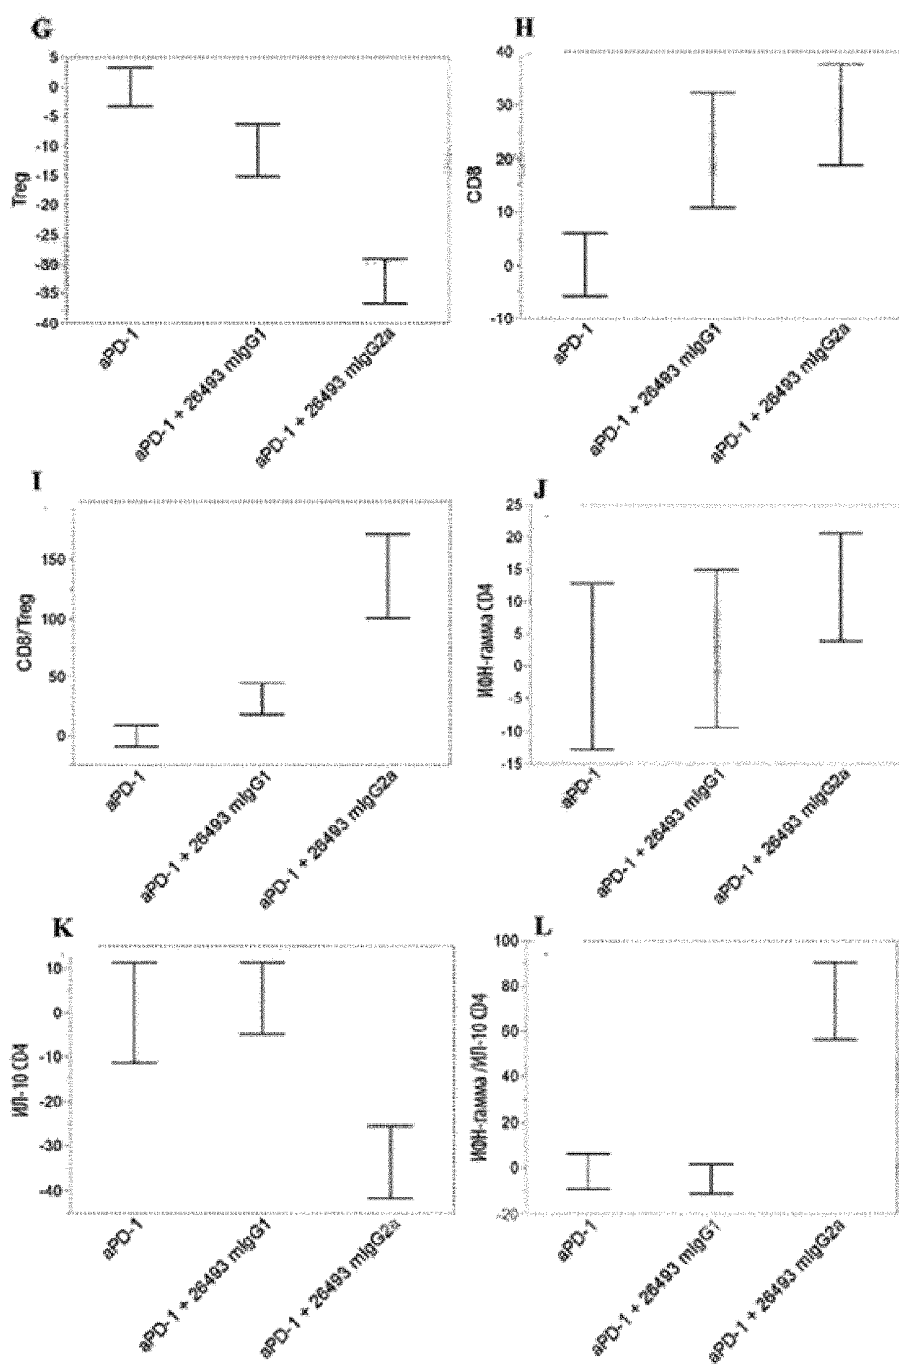 G
5
0
-5
-10
-15
-20
-25
-30
-35
-40
Treg
aPD-1
aPD-1 + 26493 mIgG1
aPD-1 + 26493 mIgG2a
H
40
30
20
10
0
-10
CD8
aPD-1
aPD-1 + 26493 mIgG1
aPD-1 + 26493 mIgG2a
I
150
100
50
0
CD8/Treg
aPD-1
aPD-1 + 26493 mIgG1
aPD-1 + 26493 mIgG2a
J
25
20
15
10
5
0
-5
-10
-15
ИФН-гамма CD4
aPD-1
aPD-1 + 26493 mIgG1
aPD-1 + 26493 mIgG2a
K
10
0
-10
-20
-30
-40
ИЛ-10 CD4
aPD-1
aPD-1 + 26493 mIgG1
aPD-1 + 26493 mIgG2a
L
100
80
60
40
20
0
-20
ИФН-гамма /ИЛ-10 CD4
aPD-1
aPD-1 + 26493 mIgG1
aPD-1 + 26493 mIgG2a